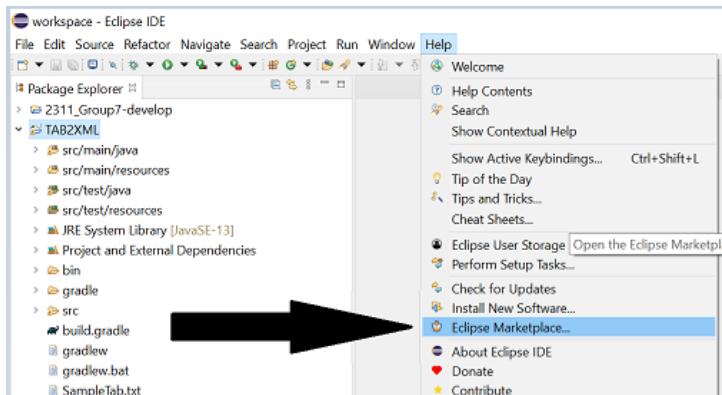 workspace - Eclipse IDE
File Edit Source Refactor Navigate Search Project Run Window Help
Package Explorer
2311_Group7-develop
TAB2XML
src/main/java
src/main/resources
src/test/java
src/test/resources
JRE System Library [JavaSE-13]
Project and External Dependencies
bin
gradle
src
build.gradle
gradlew
gradlew.bat
SampleTab.txt
Welcome
Help Contents
Search
Show Contextual Help
Show Active Keybindings... Ctrl+Shift+L
Tip of the Day
Tips and Tricks...
Cheat Sheets...
Eclipse User Storage Open the Eclipse Marketpl
Perform Setup Tasks...
Check for Updates
Install New Software...
Eclipse Marketplace...
About Eclipse IDE
Donate
Contribute